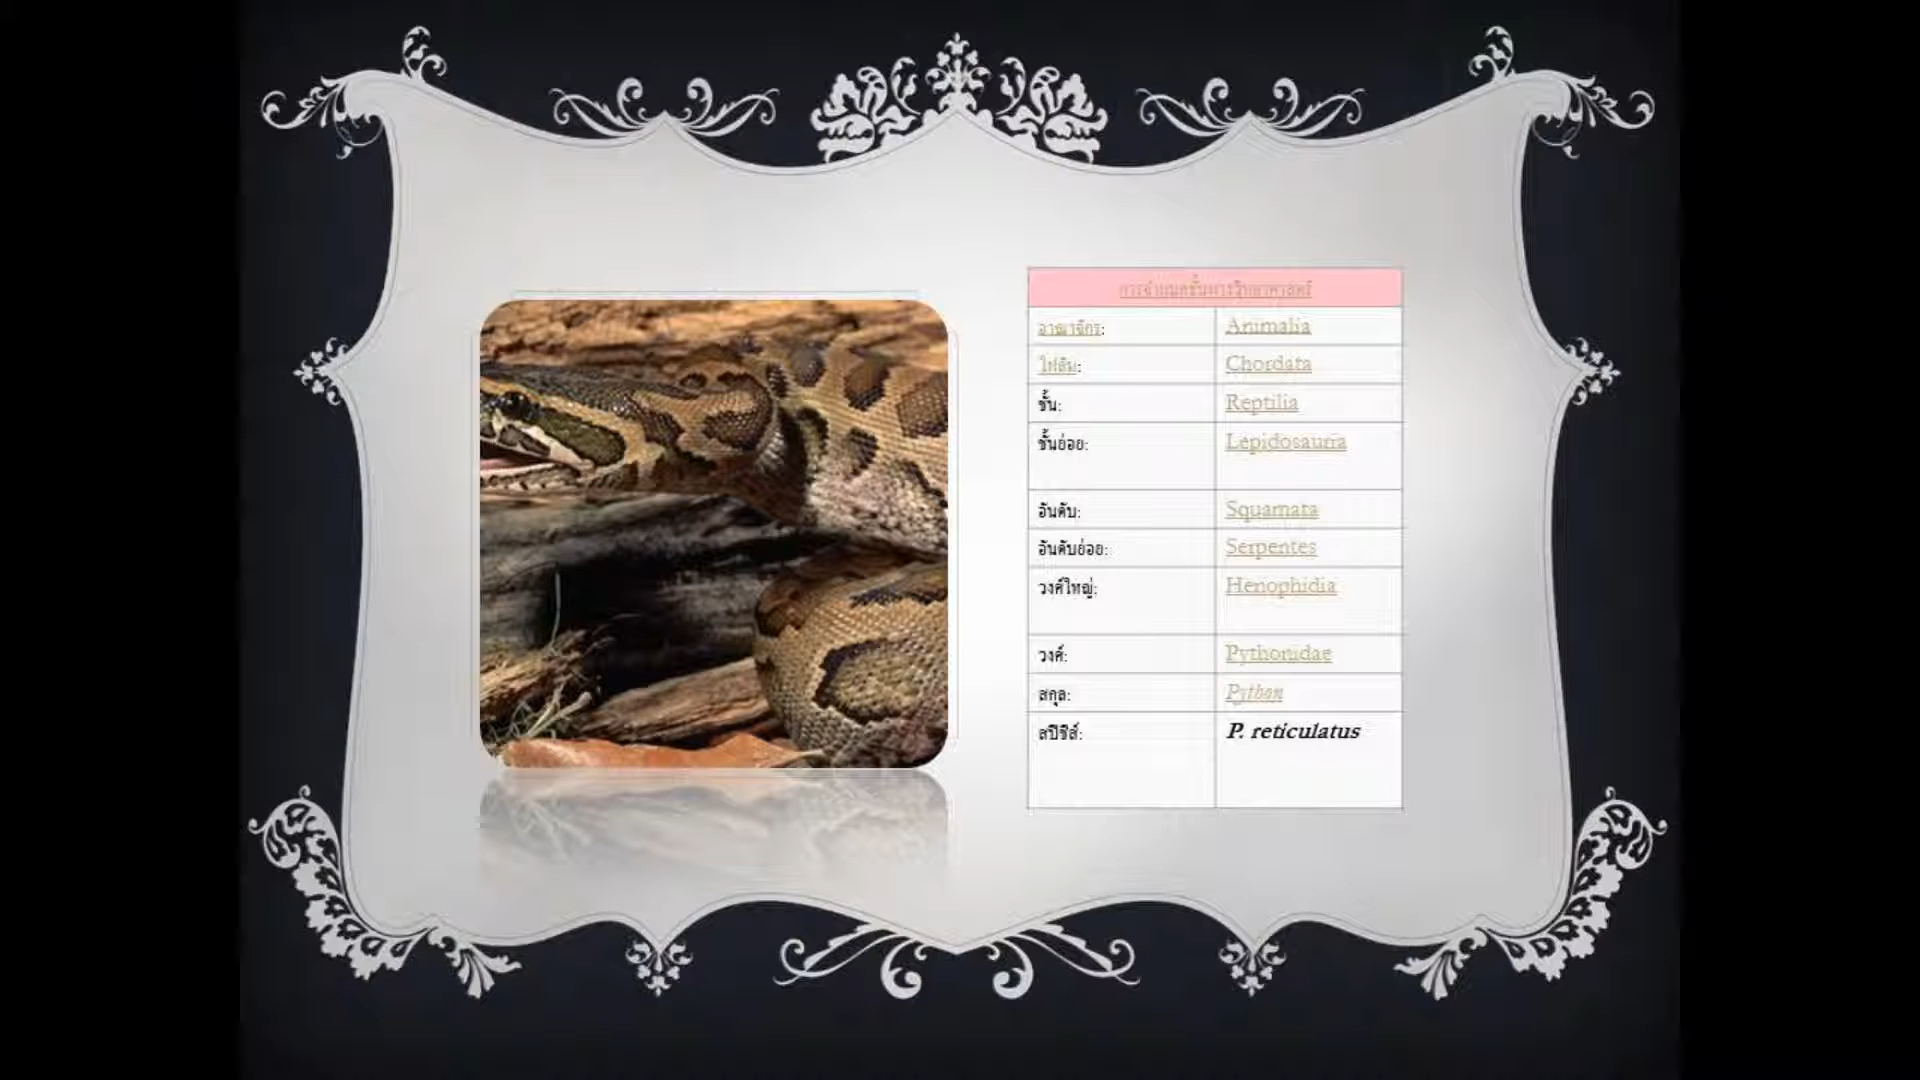 การจำแนกชั้นทางวิทยาศาสตร์
อาณาจักร: Animalia
ไฟลัม: Chordata
ชั้น: Reptilia
ชั้นย่อย: Lepidosauria
อันดับ: Squamata
อันดับย่อย: Serpentes
วงศ์ใหญ่: Henophidia
วงศ์: Pythonidae
สกุล: Python
สปีชีส์: P. reticulatus